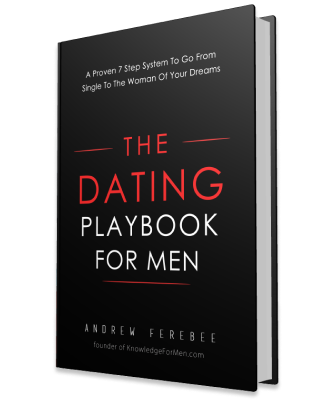 A Proven 7 Step System To Go From
Single To The Woman Of Your Dreams
THE
DATING
PLAYBOOK
FOR MEN
ANDREW FEREBEE
founder of KnowledgeForMen.com